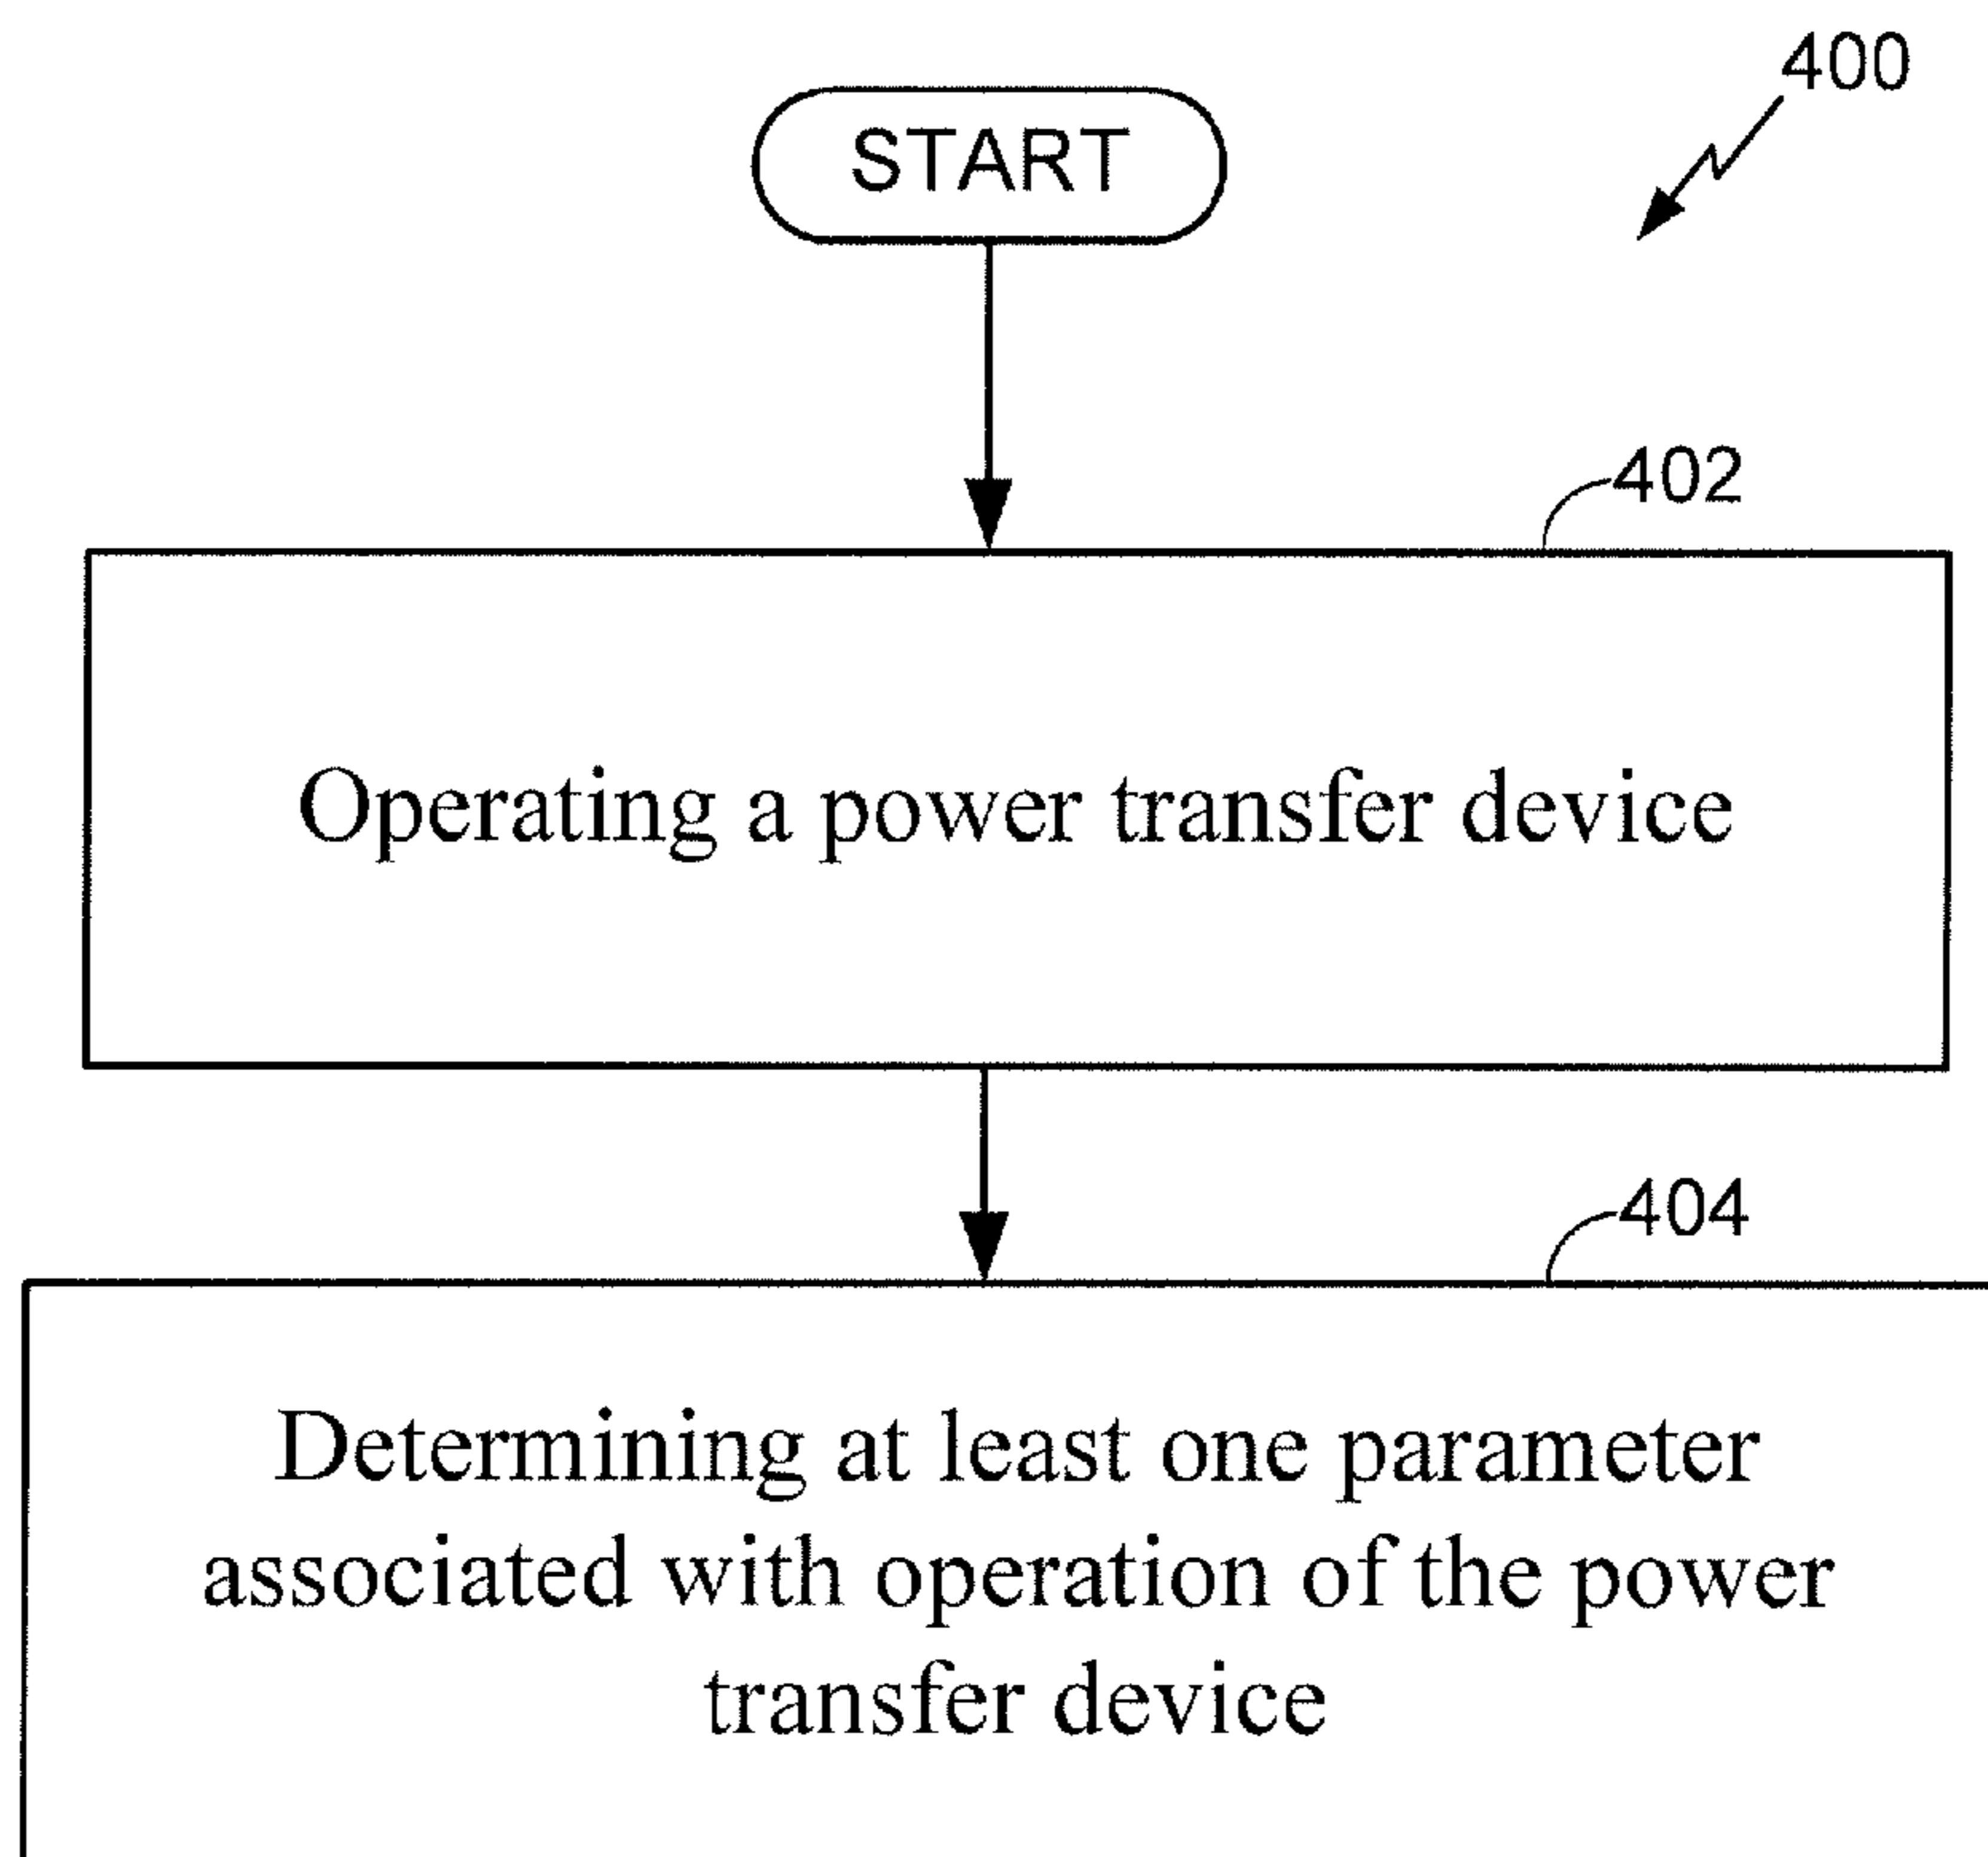 400
START
402
Operating a power transfer device
404
Determining at least one parameter
associated with operation of the power
transfer device